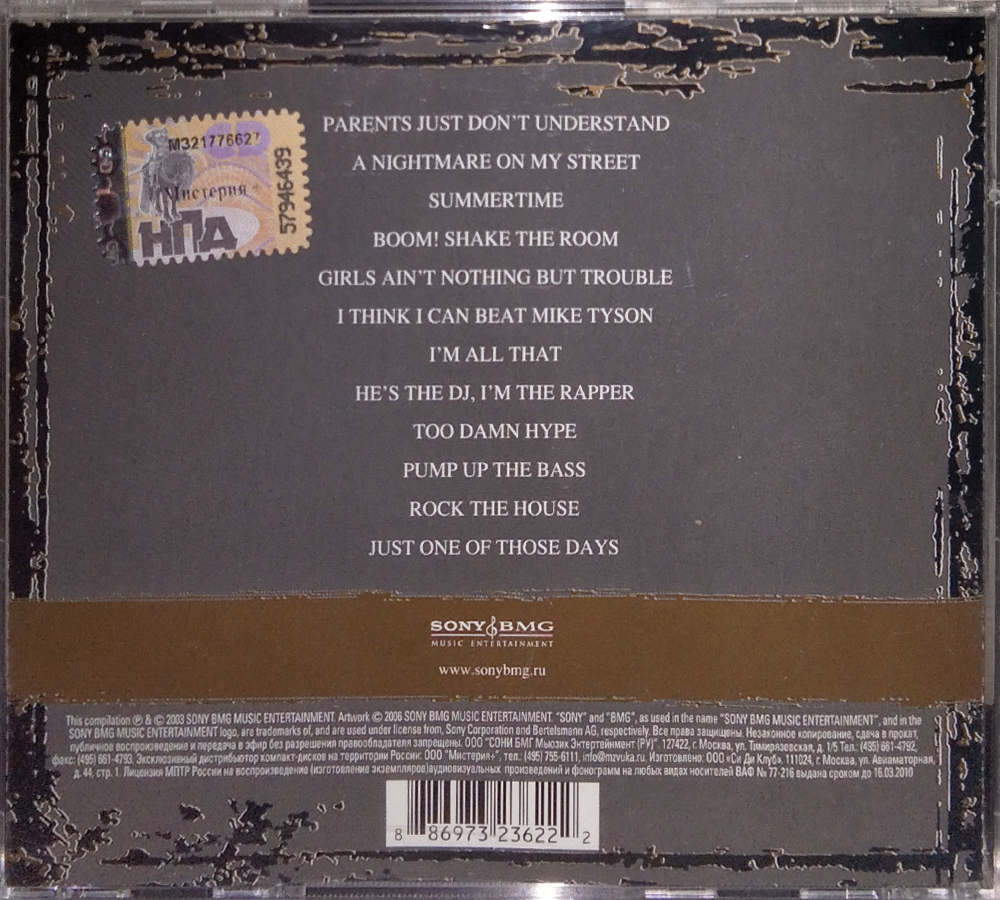 М321776627
57946439
Мистерия
НПД
PARENTS JUST DON'T UNDERSTAND
A NIGHTMARE ON MY STREET
SUMMERTIME
BOOM! SHAKE THE ROOM
GIRLS AIN'T NOTHING BUT TROUBLE
I THINK I CAN BEAT MIKE TYSON
I'M ALL THAT
HE'S THE DJ, I'M THE RAPPER
TOO DAMN HYPE
PUMP UP THE BASS
ROCK THE HOUSE
JUST ONE OF THOSE DAYS
SONY BMG
MUSIC ENTERTAINMENT
www.sonybmg.ru
This compilation ℗ & © 2003 SONY BMG MUSIC ENTERTAINMENT. Artwork © 2006 SONY BMG MUSIC ENTERTAINMENT. "SONY" and "BMG", as used in the name "SONY BMG MUSIC ENTERTAINMENT", and in the
SONY BMG MUSIC ENTERTAINMENT logo, are trademarks of, and are used under license from, Sony Corporation and Bertelsmann AG, respectively. Все права защищены. Незаконное копирование, сдача в прокат,
публичное воспроизведение и передача в эфир без разрешения правообладателя запрещены. ООО "СОНИ БМГ Мьюзик Энтертейнмент (РУ)". 127422, г. Москва, ул. Тимирязевская, д. 1/5 Тел.: (495) 661-4792,
факс: (495) 661-4793. Эксклюзивный дистрибьютор компакт-дисков на территории России: ООО "Мистерия+", тел.: (495) 755-6111, info@mzvuka.ru. Изготовлено: ООО «Си Ди Клуб». 111024, г. Москва, ул. Авиамоторная,
д. 44, стр. 1. Лицензия МПТР России на воспроизведение (изготовление экземпляров)аудиовизуальных произведений и фонограмм на любых видах носителей ВАФ № 77-216 выдана сроком до 16.03.2010
8 86973 23622 2